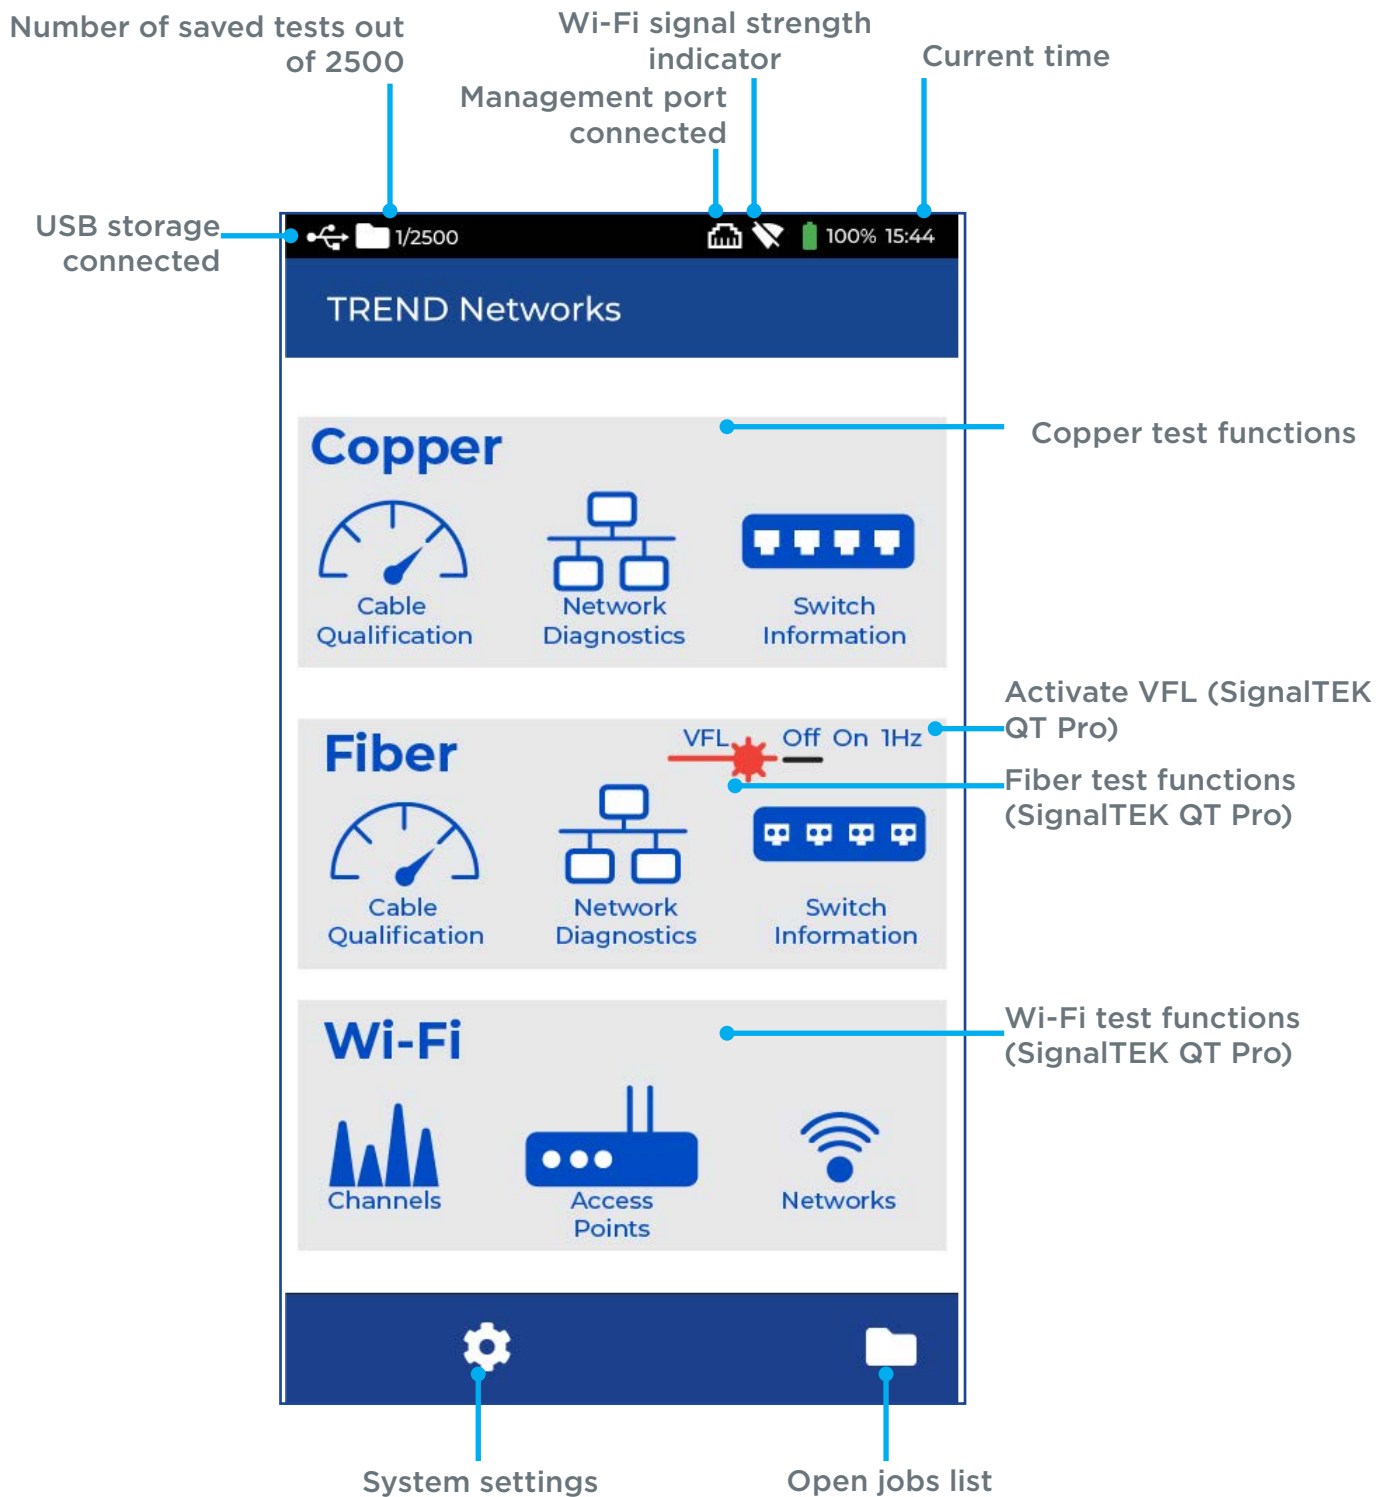 Number of saved tests out
of 2500
Wi-Fi signal strength
indicator
Current time
Management port
connected
USB storage
connected
1/2500
100% 15:44
TREND Networks
Copper
Copper test functions
Cable
Qualification
Network
Diagnostics
Switch
Information
Activate VFL (SignalTEK
QT Pro)
Fiber
VFL Off On 1Hz
Fiber test functions
(SignalTEK QT Pro)
Cable
Qualification
Network
Diagnostics
Switch
Information
Wi-Fi
Wi-Fi test functions
(SignalTEK QT Pro)
Channels
Access
Points
Networks
System settings
Open jobs list